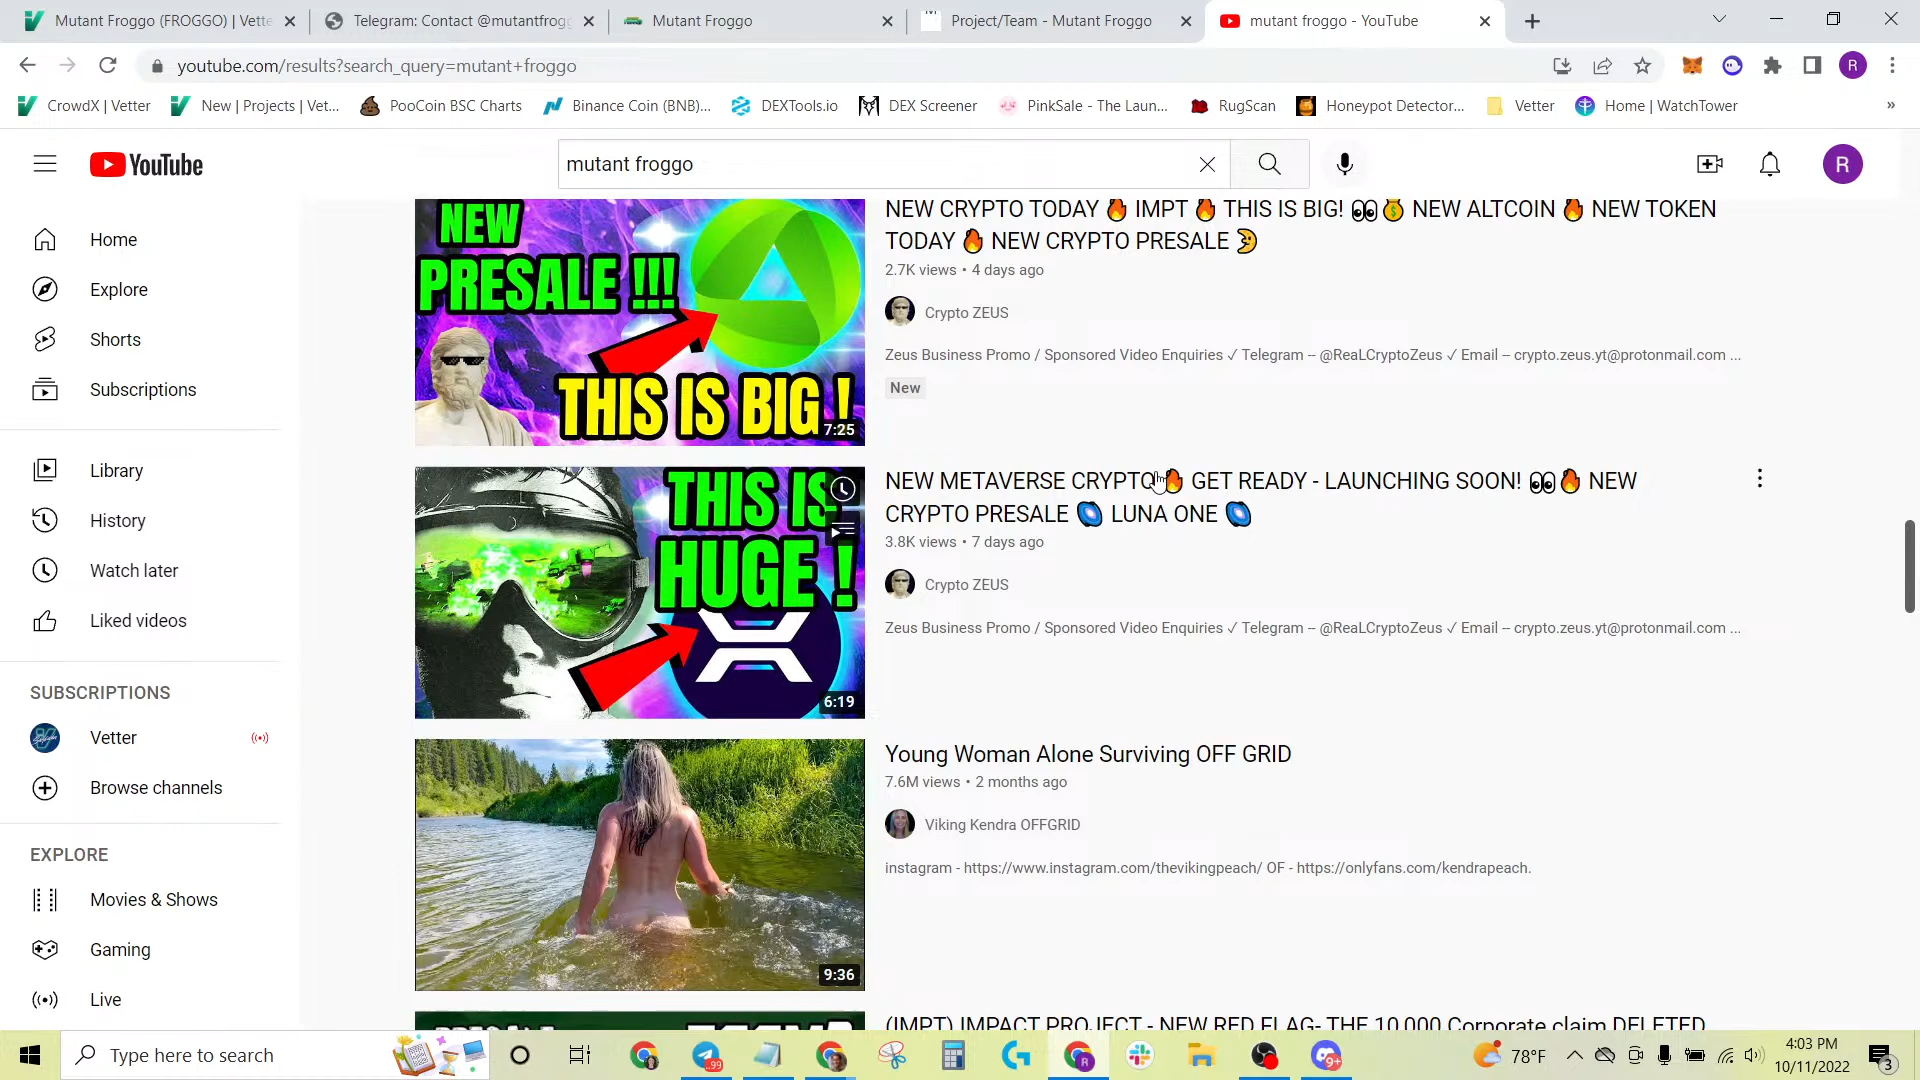 Mutant Froggo (FROGGO) | Vette
Telegram: Contact @mutantfrogg
Mutant Froggo
Project/Team - Mutant Froggo
mutant froggo - YouTube
youtube.com/results?search_query=mutant+froggo
R
CrowdX | Vetter
New | Projects | Vet...
PooCoin BSC Charts
Binance Coin (BNB)...
DEXTools.io
DEX Screener
PinkSale - The Laun...
RugScan
Honeypot Detector...
Vetter
Home | WatchTower
»
YouTube
mutant froggo
R
Home
Explore
Shorts
Subscriptions
Library
History
Watch later
Liked videos
SUBSCRIPTIONS
Vetter
Browse channels
EXPLORE
Movies & Shows
Gaming
Live
NEW
PRESALE !!!
THIS IS BIG !
7:25
NEW CRYPTO TODAY 🔥 IMPT 🔥 THIS IS BIG! 👀💰 NEW ALTCOIN 🔥 NEW TOKEN
TODAY 🔥 NEW CRYPTO PRESALE 🌛
2.7K views • 4 days ago
Crypto ZEUS
Zeus Business Promo / Sponsored Video Enquiries ✓ Telegram – @ReaLCryptoZeus ✓ Email – crypto.zeus.yt@protonmail.com ...
New
THIS IS
HUGE !
6:19
NEW METAVERSE CRYPTO 🔥 GET READY - LAUNCHING SOON! 👀🔥 NEW
CRYPTO PRESALE 🌀 LUNA ONE 🌀
3.8K views • 7 days ago
Crypto ZEUS
Zeus Business Promo / Sponsored Video Enquiries ✓ Telegram – @ReaLCryptoZeus ✓ Email – crypto.zeus.yt@protonmail.com ...
9:36
Young Woman Alone Surviving OFF GRID
7.6M views • 2 months ago
Viking Kendra OFFGRID
instagram - https://www.instagram.com/thevikingpeach/ OF - https://onlyfans.com/kendrapeach.
(IMPT) IMPACT PROJECT - NEW RED FLAG- THE 10,000 Corporate claim DELETED
Type here to search
..99
R
9+
78°F
4:03 PM
10/11/2022
3